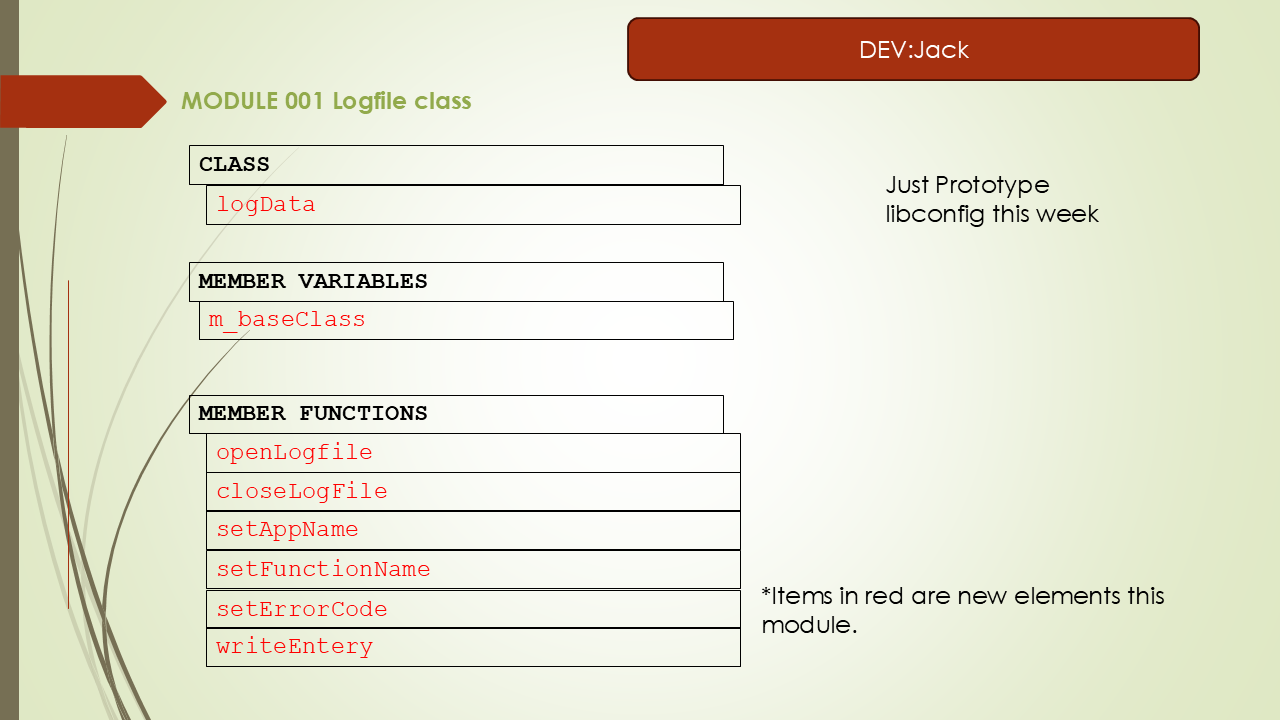 DEV:Jack
MODULE 001 Logfile class
CLASS
logData
Just Prototype
libconfig this week
MEMBER VARIABLES
m_baseClass
MEMBER FUNCTIONS
openLogfile
closeLogFile
setAppName
setFunctionName
setErrorCode
writeEntery
*Items in red are new elements this
module.